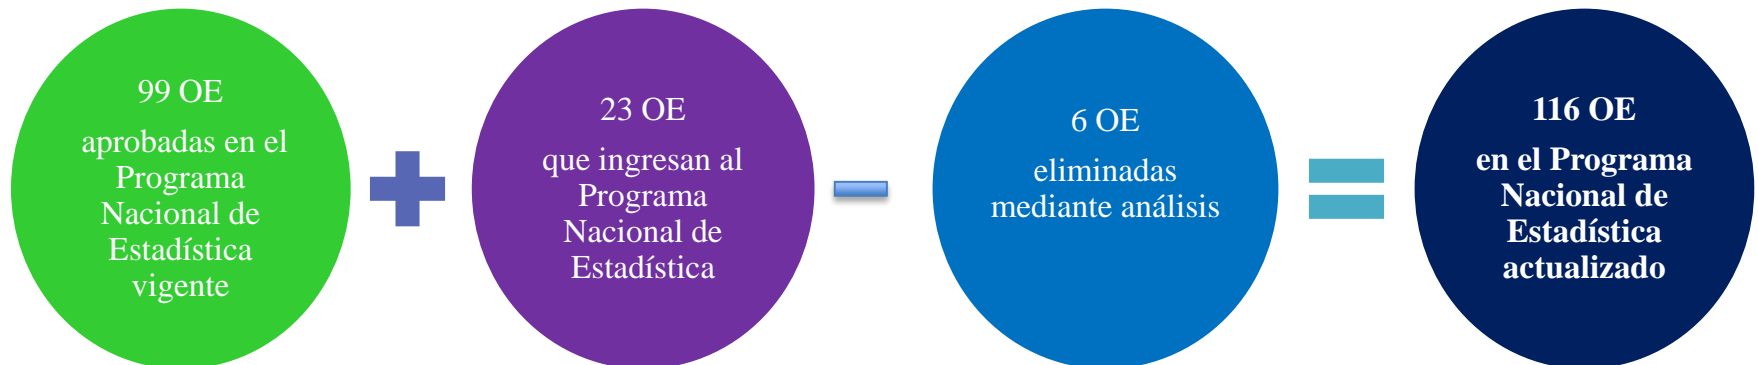 99 OE
aprobadas en el
Programa
Nacional de
Estadística
vigente
23 OE
que ingresan al
Programa
Nacional de
Estadística
6 OE
eliminadas
mediante análisis
116 OE
en el Programa
Nacional de
Estadística
actualizado